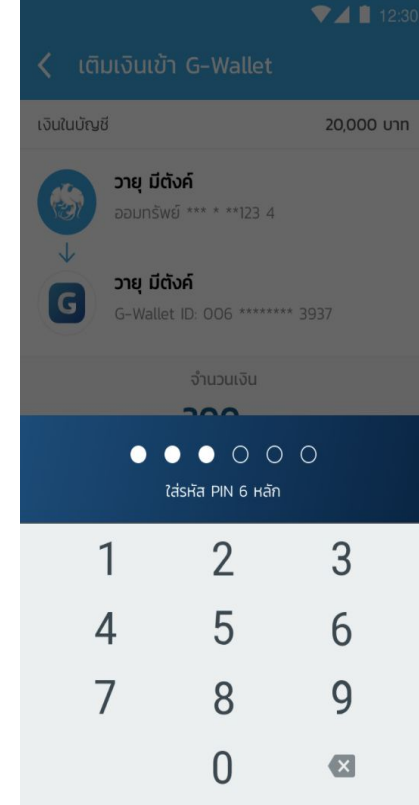 12:30
เติมเงินเข้า G-Wallet
เงินในบัญชี 20,000 บาท
วายุ มีตังค์
ออมทรัพย์ *** * **123 4
วายุ มีตังค์
G
G-Wallet ID: 006 ******** 3937
จำนวนเงิน
ใส่รหัส PIN 6 หลัก
1 2 3
4 5 6
7 8 9
0